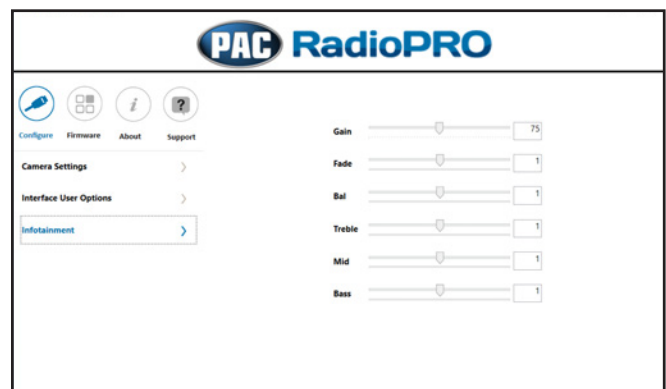 PAC RadioPRO
i
?
Configure Firmware About Support
Camera Settings
Interface User Options
Infotainment
Gain 75
Fade 1
Bal 1
Treble 1
Mid 1
Bass 1